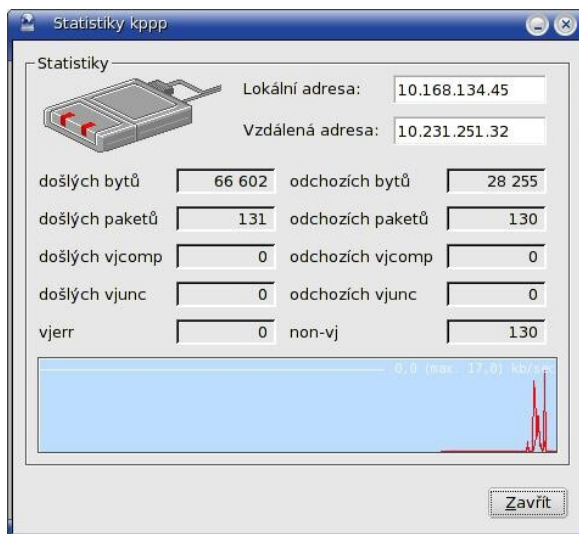 Statistiky kppp
Statistiky
Lokální adresa: 10.168.134.45
Vzdálená adresa: 10.231.251.32
došlých bytů 66 602 odchozích bytů 28 255
došlých paketů 131 odchozích paketů 130
došlých vjcomp 0 odchozích vjcomp 0
došlých vjunc 0 odchozích vjunc 0
vjerr 0 non-vj 130
0,0 (max. 17,0) kb/sec
Zavřít